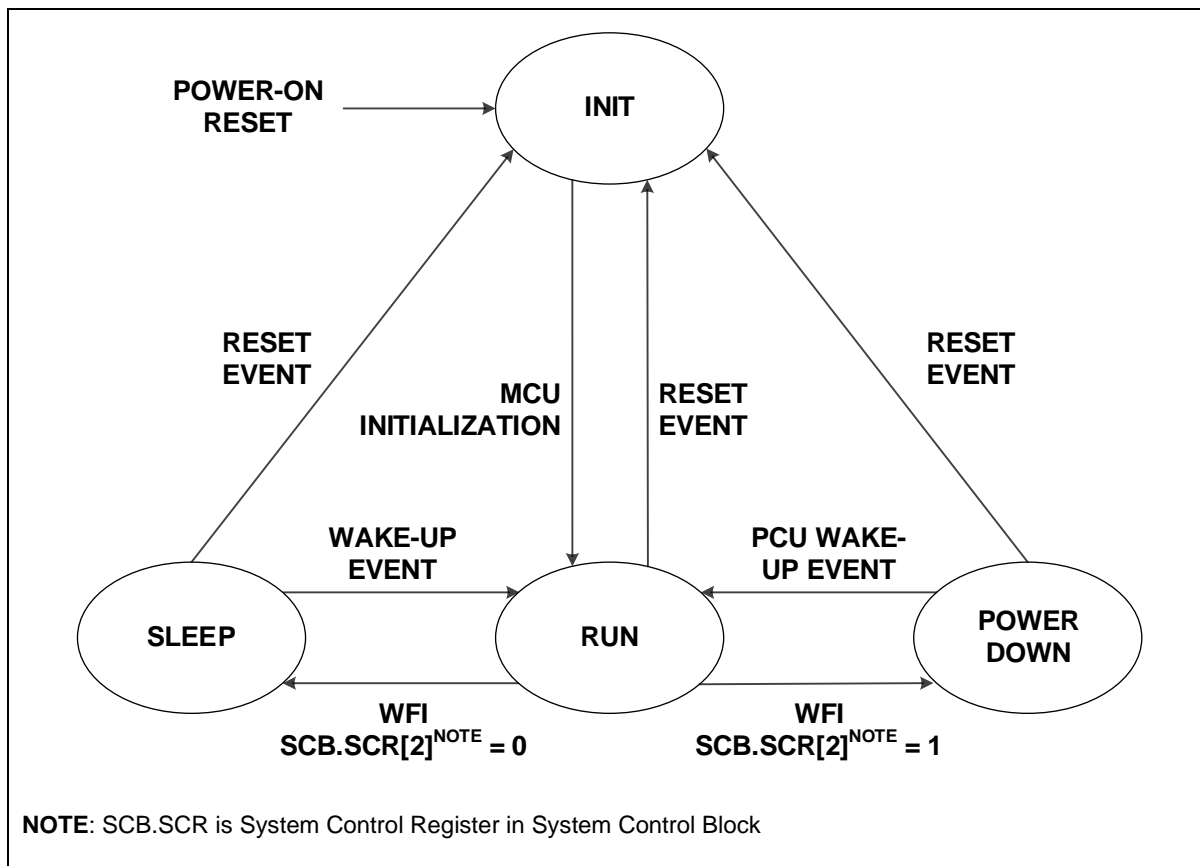 POWER-ON
RESET
INIT
RESET
EVENT
MCU
INITIALIZATION
RESET
EVENT
RESET
EVENT
WAKE-UP
EVENT
PCU WAKE-
UP EVENT
SLEEP
RUN
POWER
DOWN
WFI
SCB.SCR[2]NOTE = 0
WFI
SCB.SCR[2]NOTE = 1
NOTE: SCB.SCR is System Control Register in System Control Block